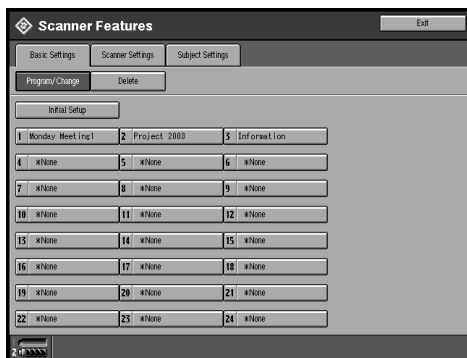 Scanner Features
Exit
Basic Settings Scanner Settings Subject Settings
Program/Change Delete
Initial Setup
1 Monday Meeting1 2 Project 2003 3 Information
4 *None 5 *None 6 *None
7 *None 8 *None 9 *None
10 *None 11 *None 12 *None
13 *None 14 *None 15 *None
16 *None 17 *None 18 *None
19 *None 20 *None 21 *None
22 *None 23 *None 24 *None
2